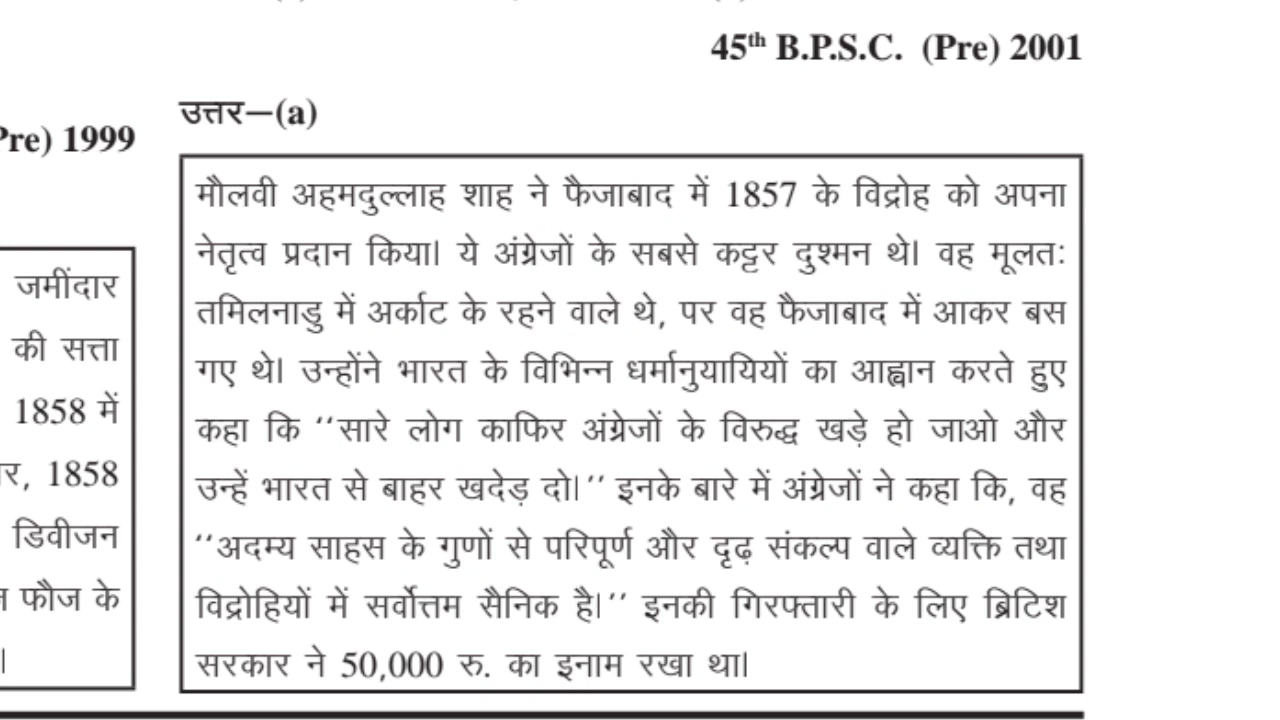 45th B.P.S.C. (Pre) 2001
उत्तर—(a)
मौलवी अहमदुल्लाह शाह ने फैजाबाद में 1857 के विद्रोह को अपना
नेतृत्व प्रदान किया। ये अंग्रेजों के सबसे कट्टर दुश्मन थे। वह मूलतः
तमिलनाडु में अर्काट के रहने वाले थे, पर वह फैजाबाद में आकर बस
गए थे। उन्होंने भारत के विभिन्न धर्मानुयायियों का आह्वान करते हुए
कहा कि ‘‘सारे लोग काफिर अंग्रेजों के विरुद्ध खड़े हो जाओ और
उन्हें भारत से बाहर खदेड़ दो।’’ इनके बारे में अंग्रेजों ने कहा कि, वह
‘‘अदम्य साहस के गुणों से परिपूर्ण और दृढ़ संकल्प वाले व्यक्ति तथा
विद्रोहियों में सर्वोत्तम सैनिक है।’’ इनकी गिरफ्तारी के लिए ब्रिटिश
सरकार ने 50,000 रु. का इनाम रखा था।
Pre) 1999
जमींदार
की सत्ता
1858 में
र, 1858
डिवीजन
फौज के